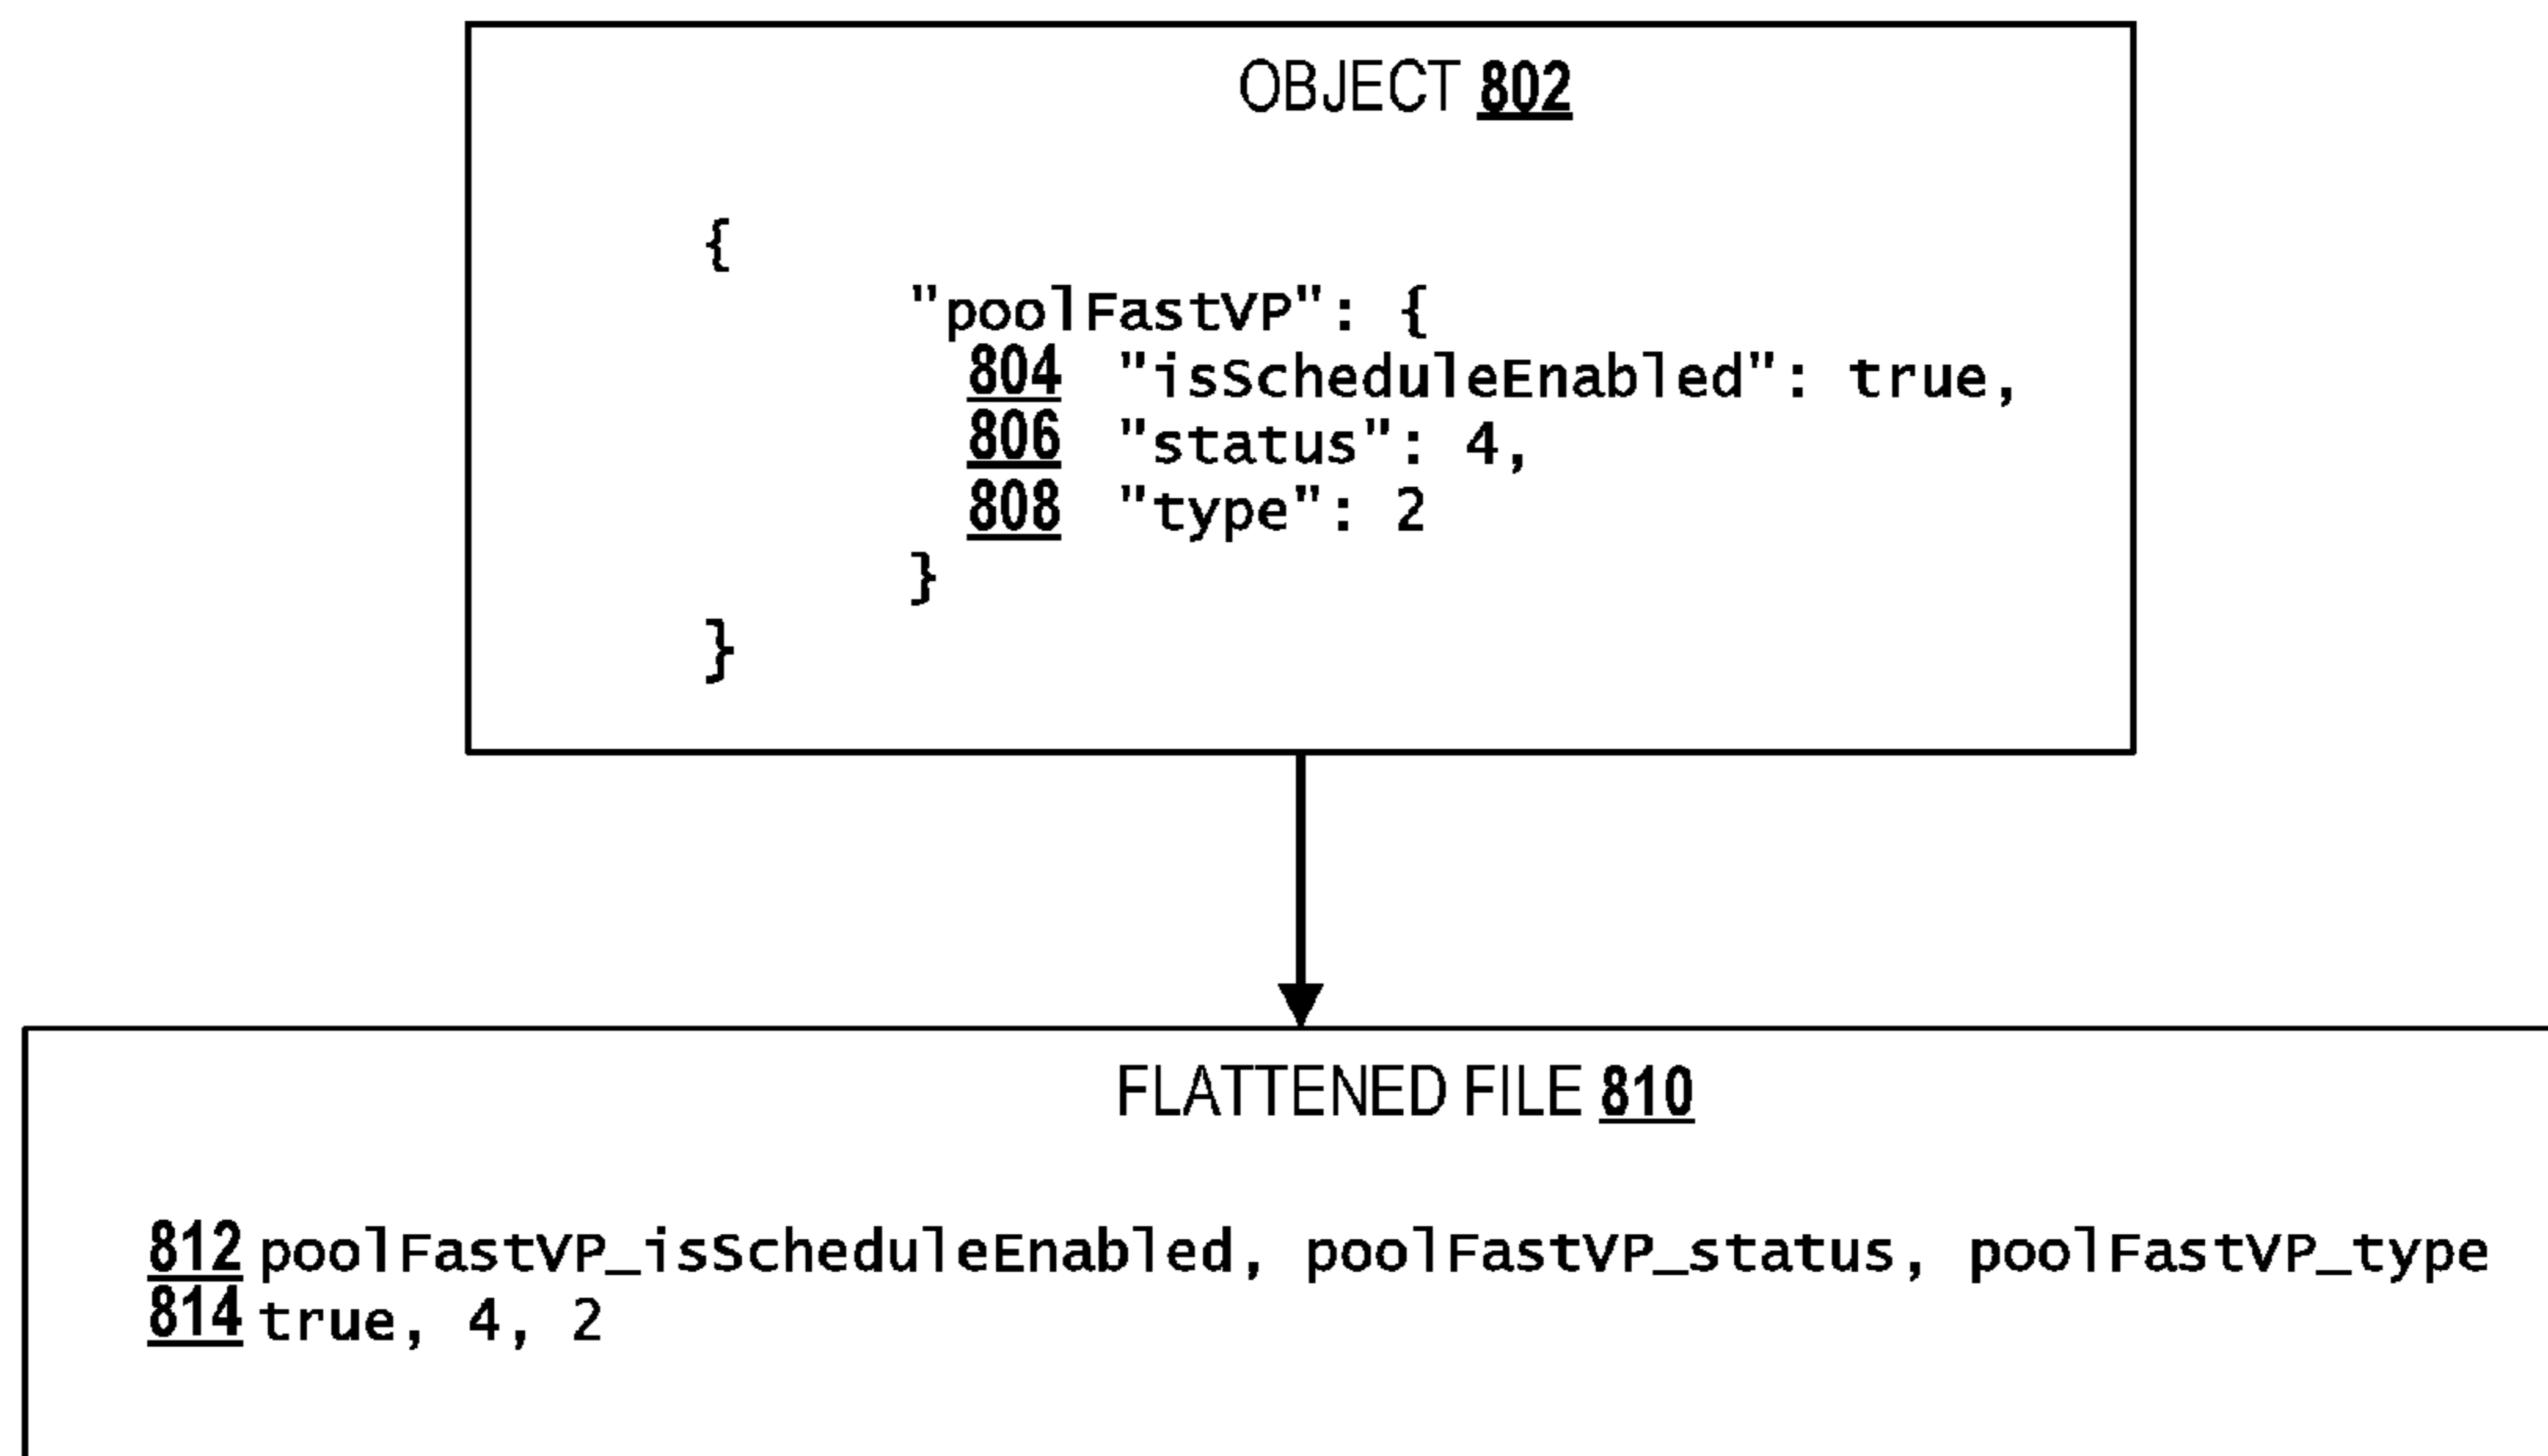 OBJECT 802
{
"poolFastVP": {
804 "isScheduleEnabled": true,
806 "status": 4,
808 "type": 2
}
}
FLATTENED FILE 810
812 poolFastVP_isScheduleEnabled, poolFastVP_status, poolFastVP_type
814 true, 4, 2